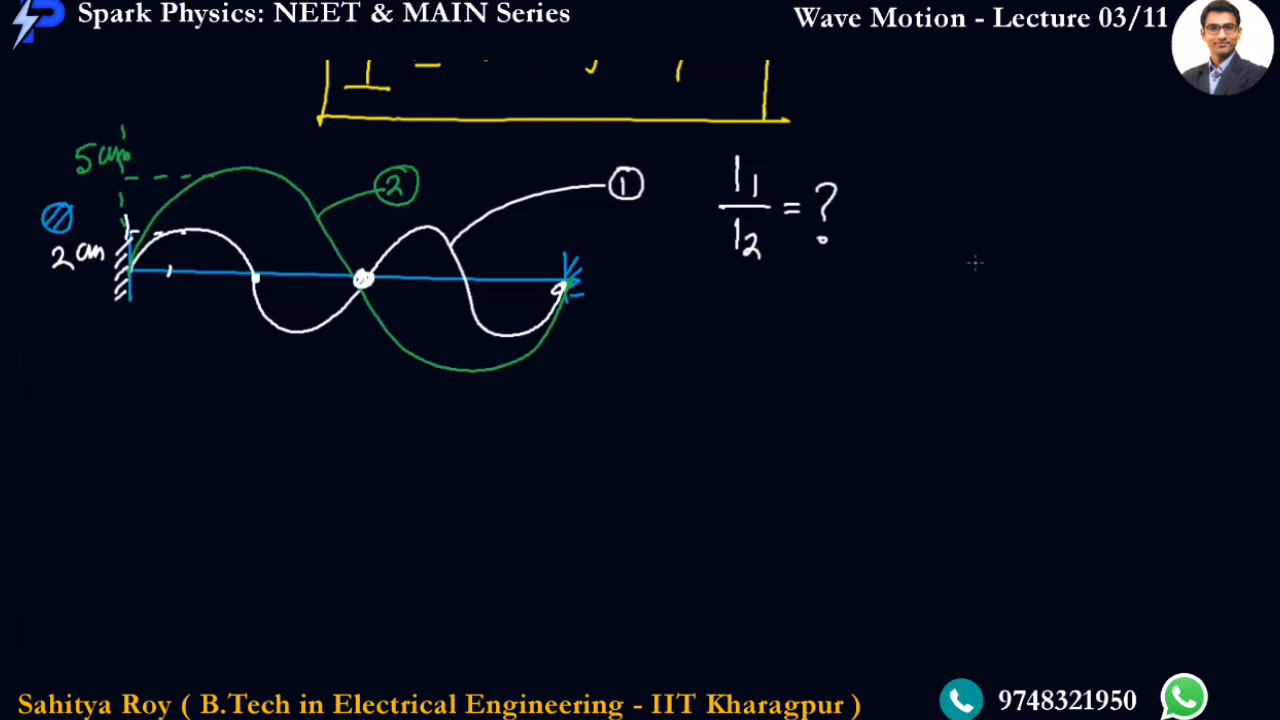 Spark Physics: NEET & MAIN Series
Wave Motion - Lecture 03/11
5 cm
2
1
I1
I2
= ?
2 cm
Sahitya Roy ( B.Tech in Electrical Engineering - IIT Kharagpur )
9748321950